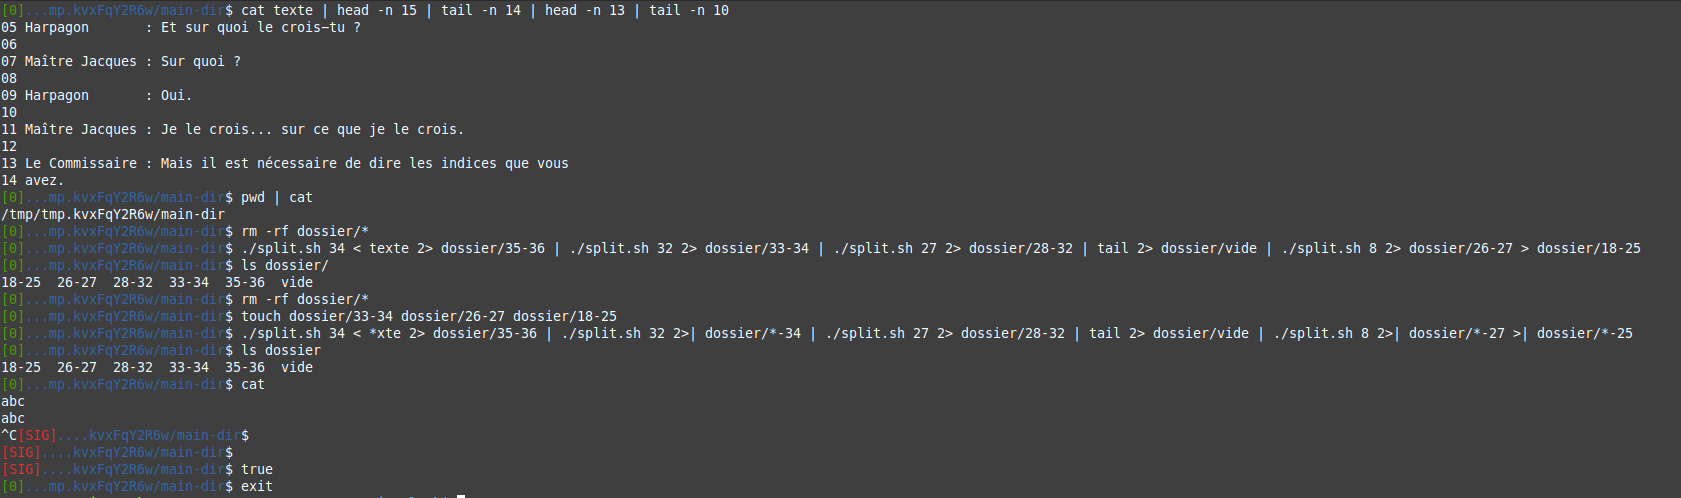 [0]...mp.kvxFqY2R6w/main-dir$ cat texte | head -n 15 | tail -n 14 | head -n 13 | tail -n 10
05 Harpagon       : Et sur quoi le crois-tu ?
06
07 Maître Jacques : Sur quoi ?
08
09 Harpagon       : Oui.
10
11 Maître Jacques : Je le crois... sur ce que je le crois.
12
13 Le Commissaire : Mais il est nécessaire de dire les indices que vous
14 avez.
[0]...mp.kvxFqY2R6w/main-dir$ pwd | cat
/tmp/tmp.kvxFqY2R6w/main-dir
[0]...mp.kvxFqY2R6w/main-dir$ rm -rf dossier/*
[0]...mp.kvxFqY2R6w/main-dir$ ./split.sh 34 < texte 2> dossier/35-36 | ./split.sh 32 2> dossier/33-34 | ./split.sh 27 2> dossier/28-32 | tail 2> dossier/vide | ./split.sh 8 2> dossier/26-27 > dossier/18-25
[0]...mp.kvxFqY2R6w/main-dir$ ls dossier/
18-25  26-27  28-32  33-34  35-36  vide
[0]...mp.kvxFqY2R6w/main-dir$ rm -rf dossier/*
[0]...mp.kvxFqY2R6w/main-dir$ touch dossier/33-34 dossier/26-27 dossier/18-25
[0]...mp.kvxFqY2R6w/main-dir$ ./split.sh 34 < *xte 2> dossier/35-36 | ./split.sh 32 2>| dossier/*-34 | ./split.sh 27 2> dossier/28-32 | tail 2> dossier/vide | ./split.sh 8 2>| dossier/*-27 >| dossier/*-25
[0]...mp.kvxFqY2R6w/main-dir$ ls dossier
18-25  26-27  28-32  33-34  35-36  vide
[0]...mp.kvxFqY2R6w/main-dir$ cat
abc
abc
^C[SIG]....kvxFqY2R6w/main-dir$
[SIG]....kvxFqY2R6w/main-dir$
[SIG]....kvxFqY2R6w/main-dir$ true
[0]...mp.kvxFqY2R6w/main-dir$ exit